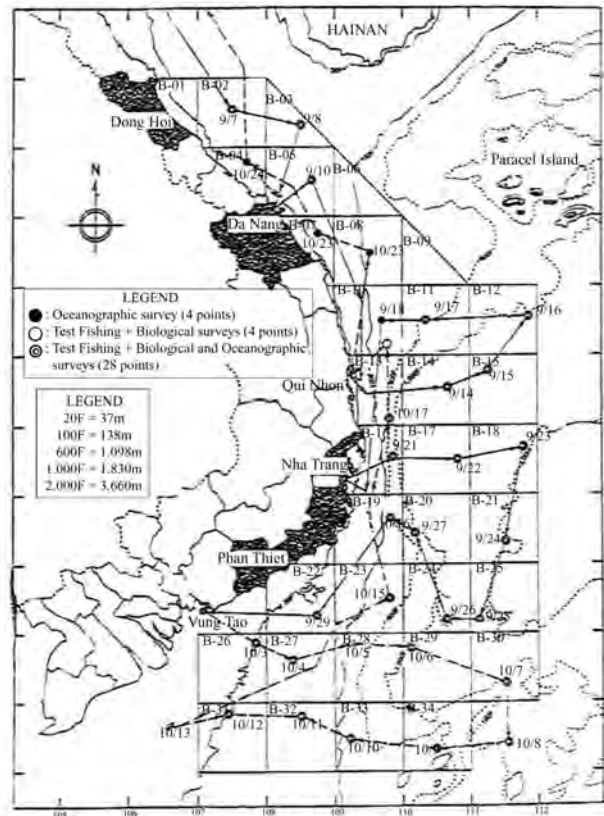 HAINAN
B-01 B-02 B-03
9/7 9/8
Dong Hoi
Paracel Island
B-04 B-05 B-06
9/10
10/24
N
Da Nang
B-08 B-09
10/23 10/23
B-11 B-12
LEGEND
: Oceanographic survey (4 points)
: Test Fishing + Biological surveys (4 points)
: Test Fishing + Biological and Oceanographic
surveys (28 points)
9/18 9/17 9/16
B-13 B-14 B-15
9/15
Qui Nhon
9/14
LEGEND
20F = 37m
100F = 138m
600F = 1.098m
1.000F = 1.830m
2.000F = 3.660m
10/17
B-16 B-17 B-18
9/21 9/23
Nha Trang
9/22
B-19 B-20 B-21
9/27
9/24
Phan Thiet
B-22 B-23 B-25
10/15
9/26
Vung-Tao
9/29
B-26 B-27 B-28 B-29 B-30
10/3 10/4 10/5 10/6
10/7
B-32 B-33 B-34
10/13 10/12 10/11
10/10 10/8
107 108 109 110 111 112